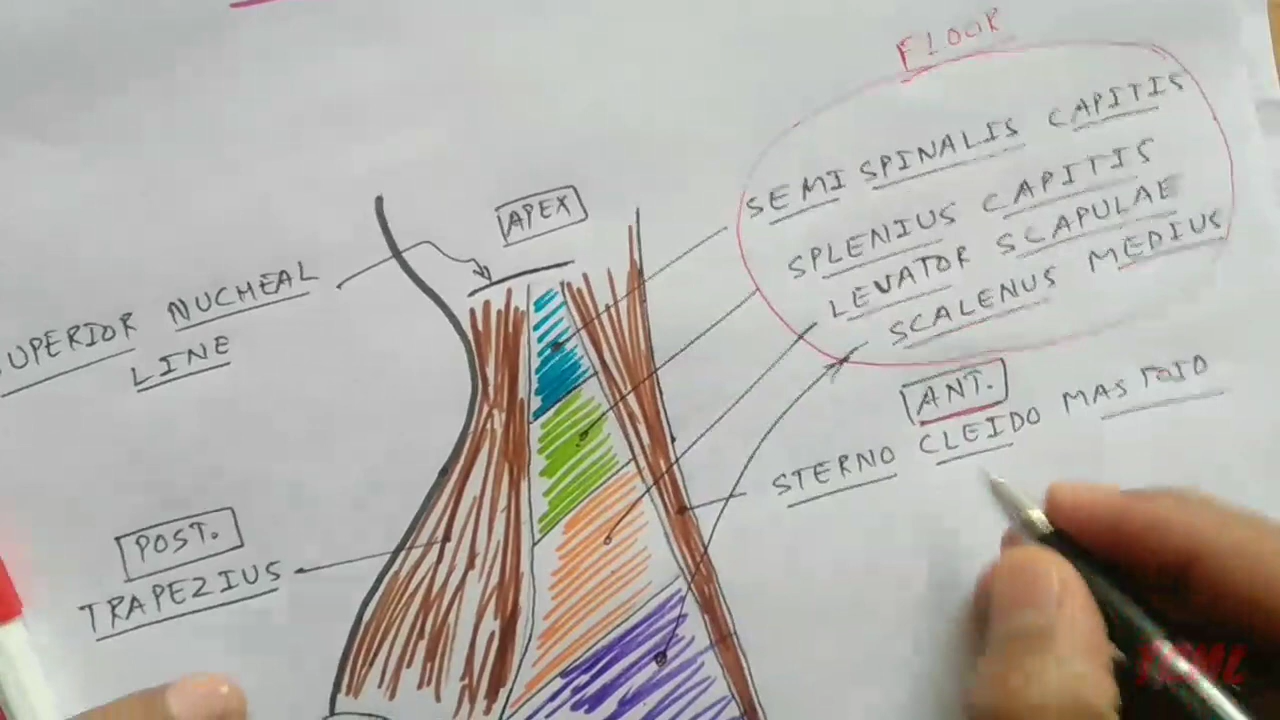 FLOOR
SEMI SPINALIS CAPITIS
SPLENIUS CAPITIS
LEVATOR SCAPULAE
SCALENUS MEDIUS
APEX
SUPERIOR NUCHEAL
LINE
ANT.
STERNO CLEIDO MASTOID
POST.
TRAPEZIUS